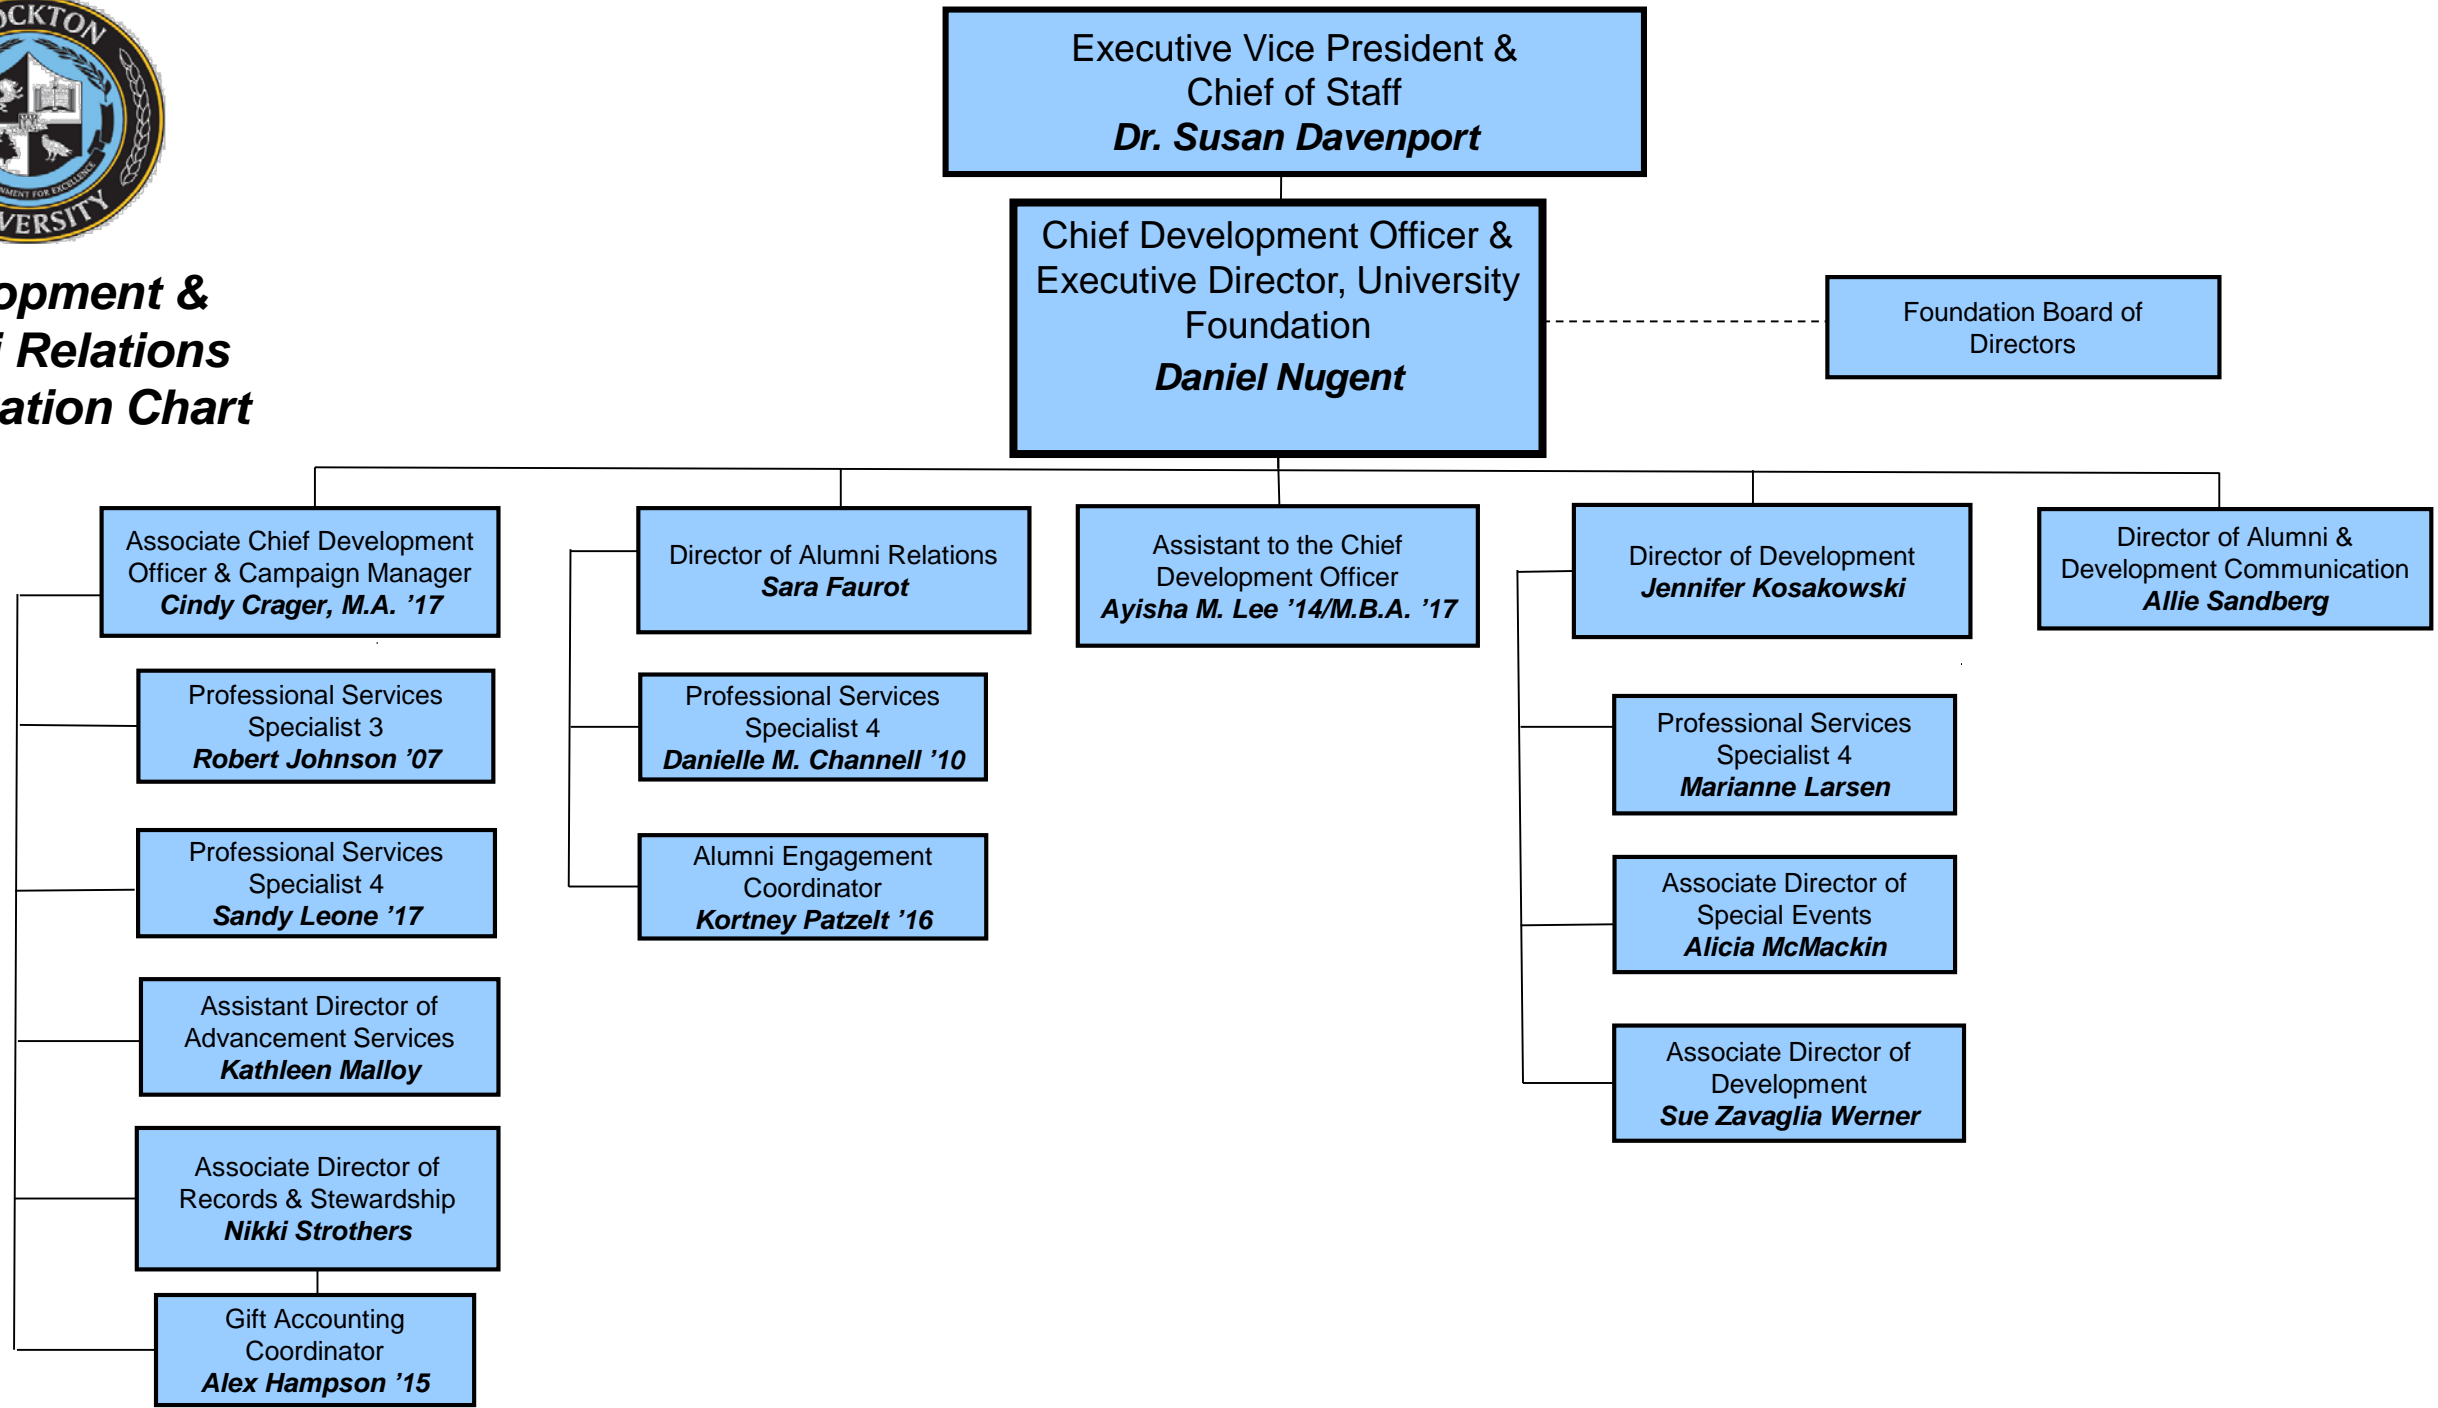 Executive Vice President &
Chief of Staff
Dr. Susan Davenport
Chief Development Officer &
Executive Director, University
Foundation
Daniel Nugent
Foundation Board of
Directors
opment &
i Relations
ation Chart
Associate Chief Development
Officer & Campaign Manager
Cindy Crager, M.A. ’17
Professional Services
Specialist 3
Robert Johnson ’07
Professional Services
Specialist 4
Sandy Leone ’17
Assistant Director of
Advancement Services
Kathleen Malloy
Associate Director of
Records & Stewardship
Nikki Strothers
Gift Accounting
Coordinator
Alex Hampson ’15
Director of Alumni Relations
Sara Faurot
Professional Services
Specialist 4
Danielle M. Channell ’10
Alumni Engagement
Coordinator
Kortney Patzelt ’16
Assistant to the Chief
Development Officer
Ayisha M. Lee ’14/M.B.A. ’17
Director of Development
Jennifer Kosakowski
Professional Services
Specialist 4
Marianne Larsen
Associate Director of
Special Events
Alicia McMackin
Associate Director of
Development
Sue Zavaglia Werner
Director of Alumni &
Development Communication
Allie Sandberg